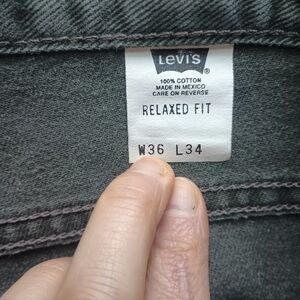 Levi's ®
100% COTTON
MADE IN MEXICO
CARE ON REVERSE
RELAXED FIT
W36 L34